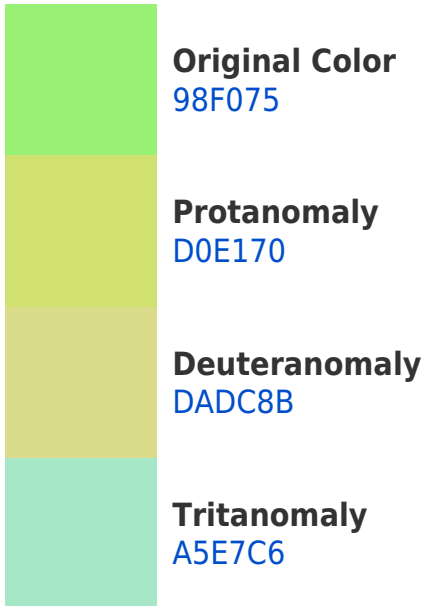 Original Color
98F075
Protanomaly
D0E170
Deuteranomaly
DADC8B
Tritanomaly
A5E7C6